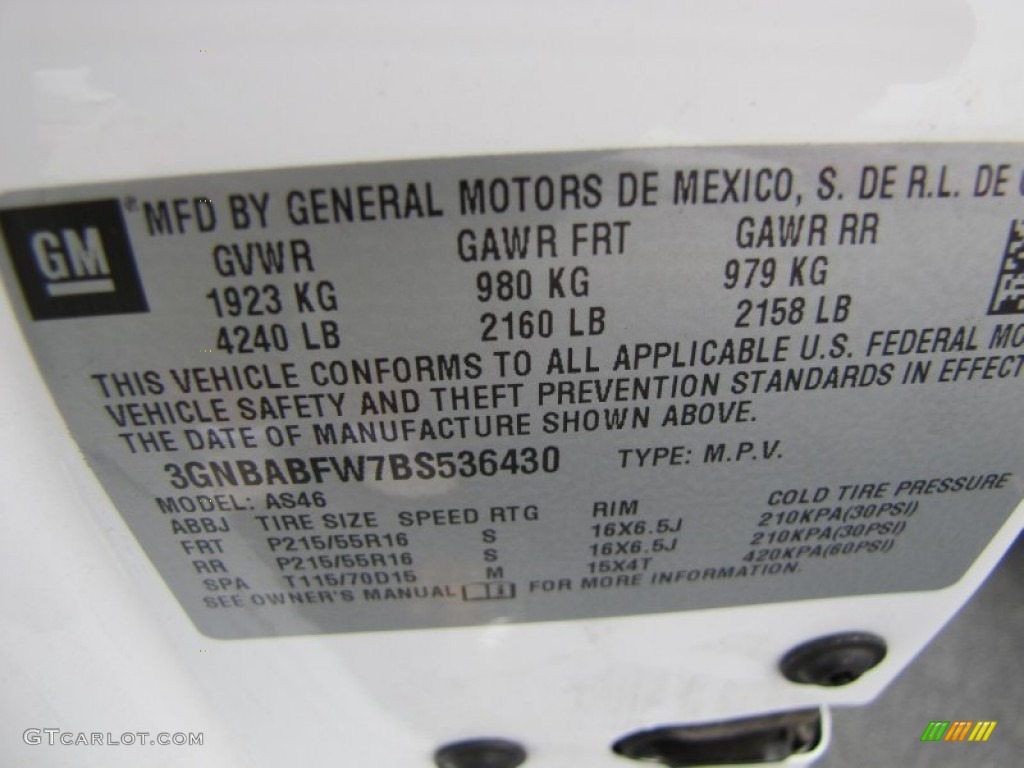 GM
® MFD BY GENERAL MOTORS DE MEXICO, S. DE R.L. DE
GVWR GAWR FRT GAWR RR
1923 KG 980 KG 979 KG
4240 LB 2160 LB 2158 LB
THIS VEHICLE CONFORMS TO ALL APPLICABLE U.S. FEDERAL
VEHICLE SAFETY AND THEFT PREVENTION STANDARDS IN EFFECT
THE DATE OF MANUFACTURE SHOWN ABOVE.
3GNBABFW7BS536430 TYPE: M.P.V.
MODEL: AS46
ABBJ TIRE SIZE SPEED RTG RIM COLD TIRE PRESSURE
FRT P215/55R16 S 16X6.5J 210KPA(30PSI)
RR P215/55R16 S 16X6.5J 210KPA(30PSI)
SPA T115/70D15 M 15X4T 420KPA(60PSI)
SEE OWNER'S MANUAL FOR MORE INFORMATION.
GTCARLOT.COM